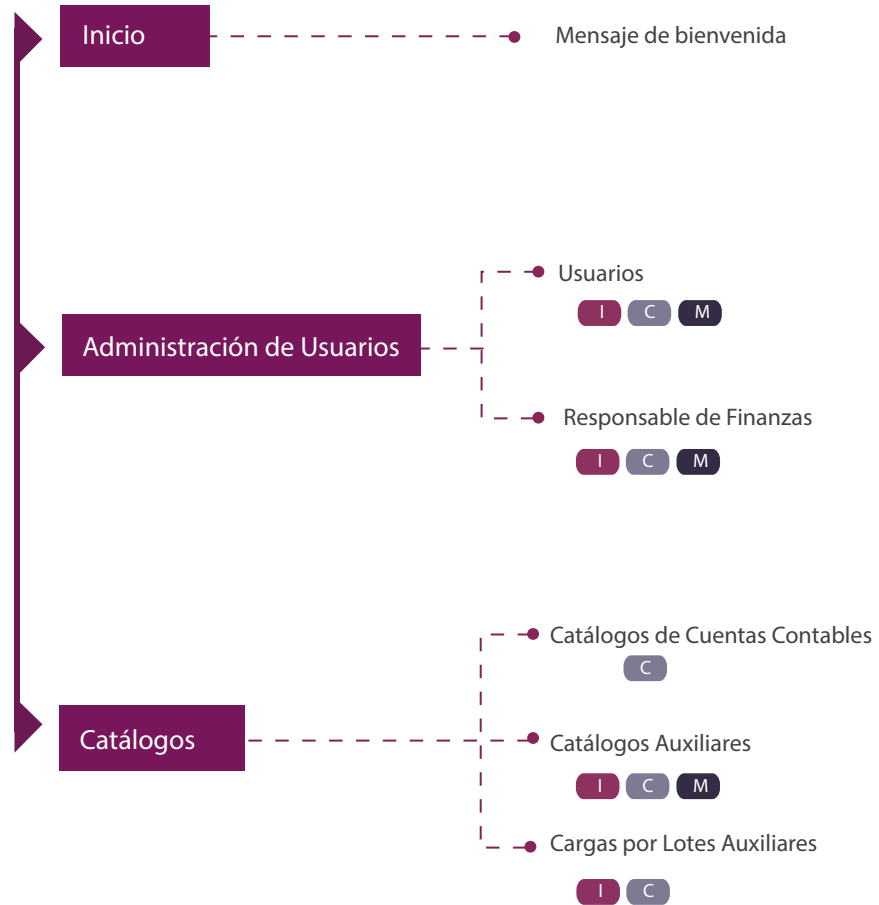 Inicio
Mensaje de bienvenida
Usuarios
I C M
Administración de Usuarios
Responsable de Finanzas
I C M
Catálogos de Cuentas Contables
C
Catálogos
Catálogos Auxiliares
I C M
Cargas por Lotes Auxiliares
I C